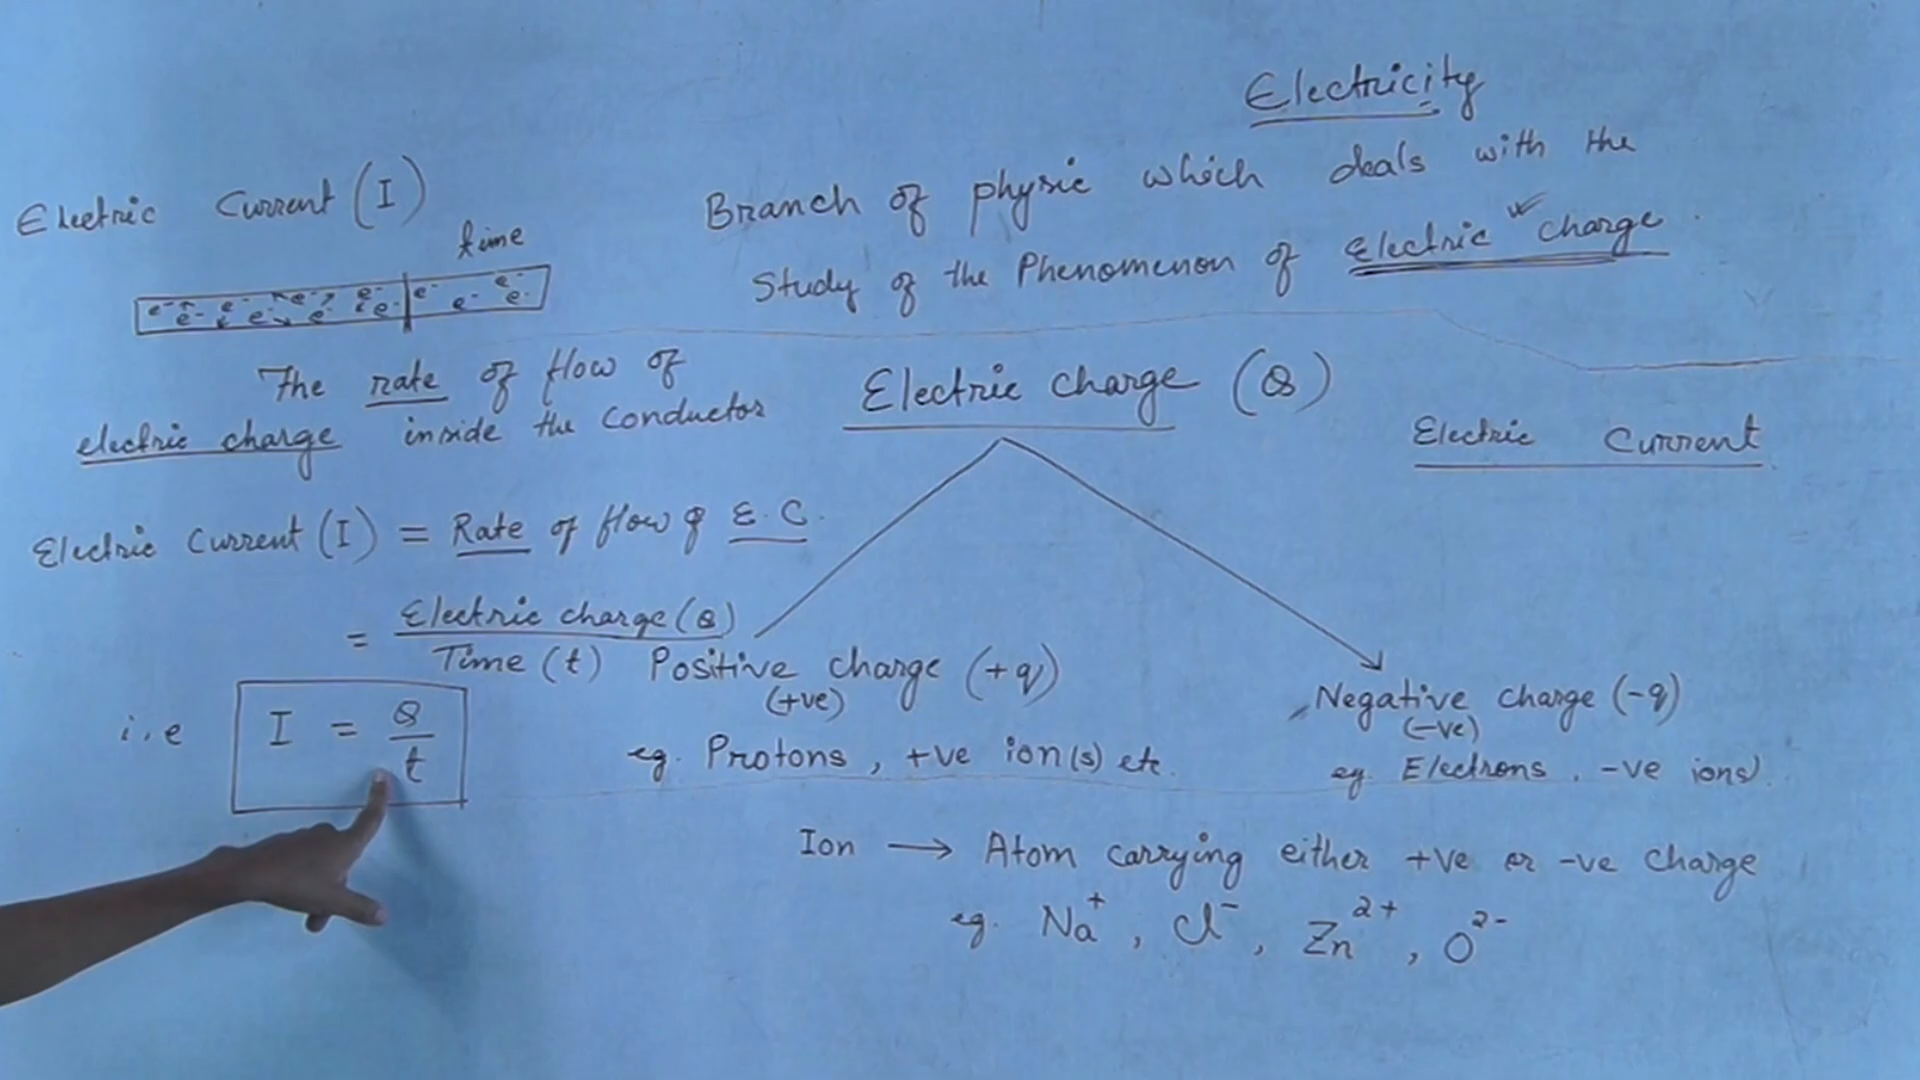 Electricity
Branch of physic which deals with the
Study of the Phenomenon of Electric charge.
Electric Current (I)
time
e- e- e- e- e- e- e- e- e- e- e- e-
The rate of flow of
electric charge inside the conductor
Electric Current (I) = Rate of flow of E.C.
= Electric charge (Q)
Time (t)
i.e I = Q
t
Electric charge (Q)
Electric Current
Positive charge (+q)
(+ve)
eg. Protons, +ve ion(s) etc.
Negative charge (-q)
(-ve)
eg. Electrons, -ve ions)
Ion → Atom carrying either +ve or -ve charge
eg. Na+, Cl-, Zn2+, O2-